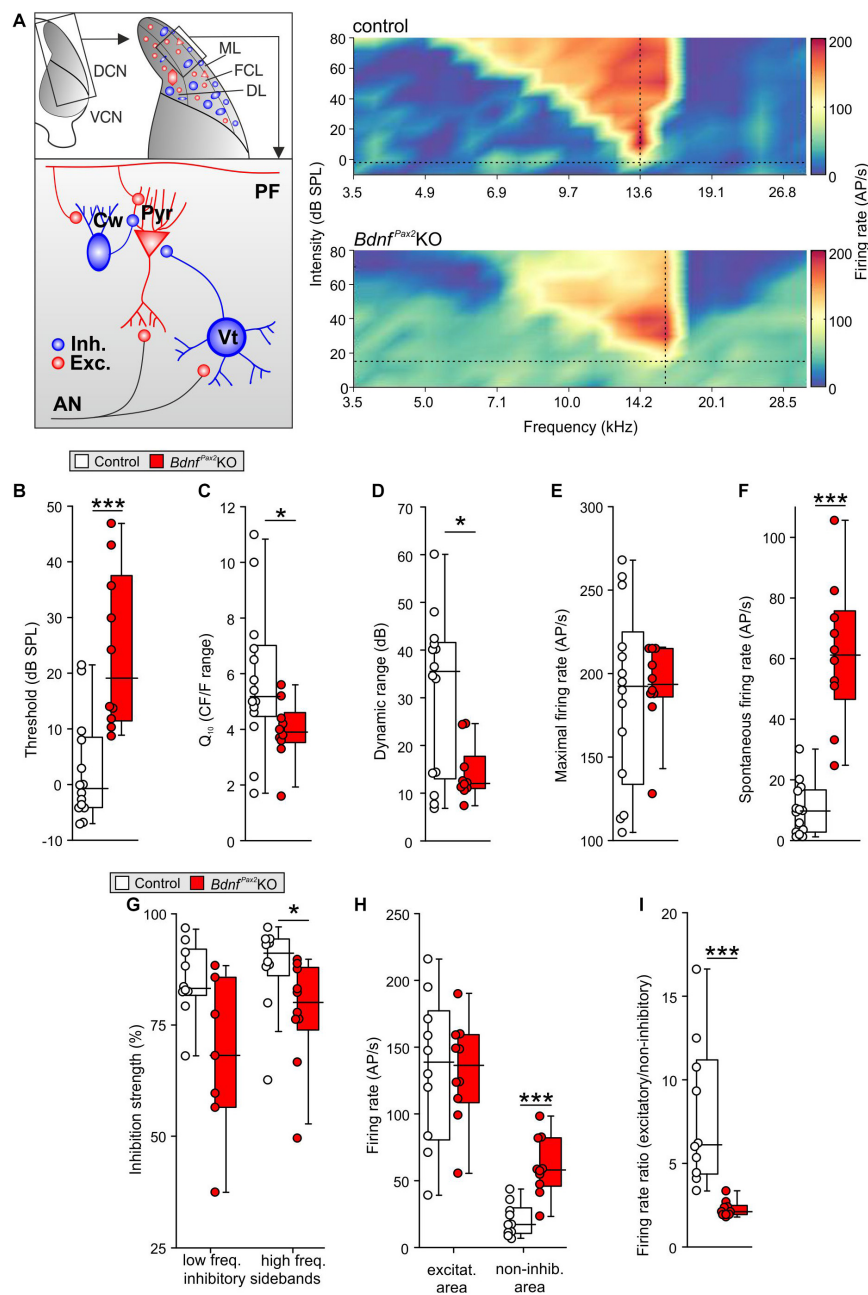 A
DCN
VCN
ML
FCL
DL
PF
Cw
Pyr
Vt
Inh.
Exc.
AN
control
Intensity (dB SPL)
80
60
40
20
0
3.5 4.9 6.9 9.7 13.6 19.1 26.8
200
100
0
Firing rate (AP/s)
Bdnf^Pax2 KO
80
60
40
20
0
3.5 5.0 7.1 10.0 14.2 20.1 28.5
Frequency (kHz)
200
100
0
Control Bdnf^Pax2 KO
B
Threshold (dB SPL)
50
40
30
20
10
0
-10
***
C
Q10 (CF/F range)
12
10
8
6
4
2
0
*
D
Dynamic range (dB)
70
60
50
40
30
20
10
0
*
E
Maximal firing rate (AP/s)
300
250
200
150
100
F
Spontaneous firing rate (AP/s)
100
80
60
40
20
0
***
Control Bdnf^Pax2 KO
G
Inhibition strength (%)
100
75
50
25
*
low freq. high freq.
inhibitory sidebands
H
Firing rate (AP/s)
250
200
150
100
50
0
***
excitat. non-inhib.
area area
I
Firing rate ratio (excitatory/non-inhibitory)
20
15
10
5
0
***